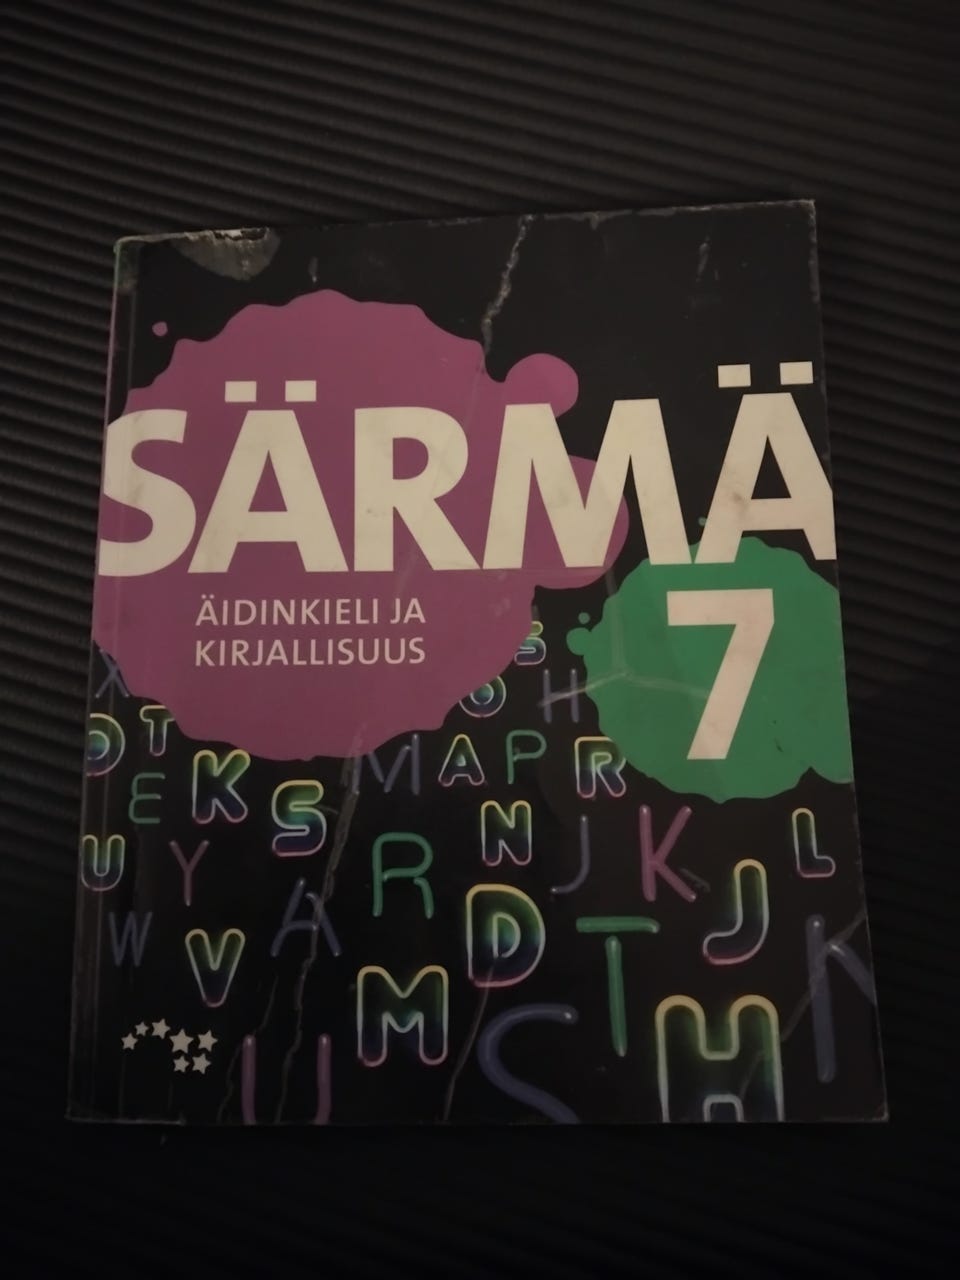 SÄRMÄ
7
ÄIDINKIELI JA
KIRJALLISUUS
S
X O H
O T M A P R
E K S
U Y R N J K L
W V A D T J K
M
U S H